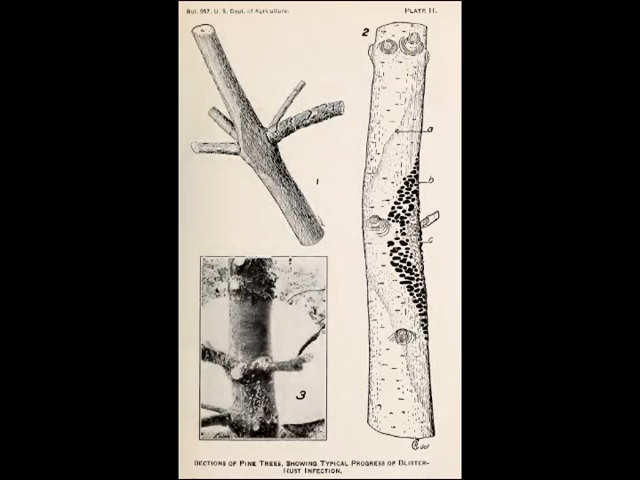 Bul. 957, U. S. Dept. of Agriculture.
PLATE II.
2
a
1
b
c
3
SECTIONS OF PINE TREES, SHOWING TYPICAL PROGRESS OF BLISTER-
RUST INFECTION.